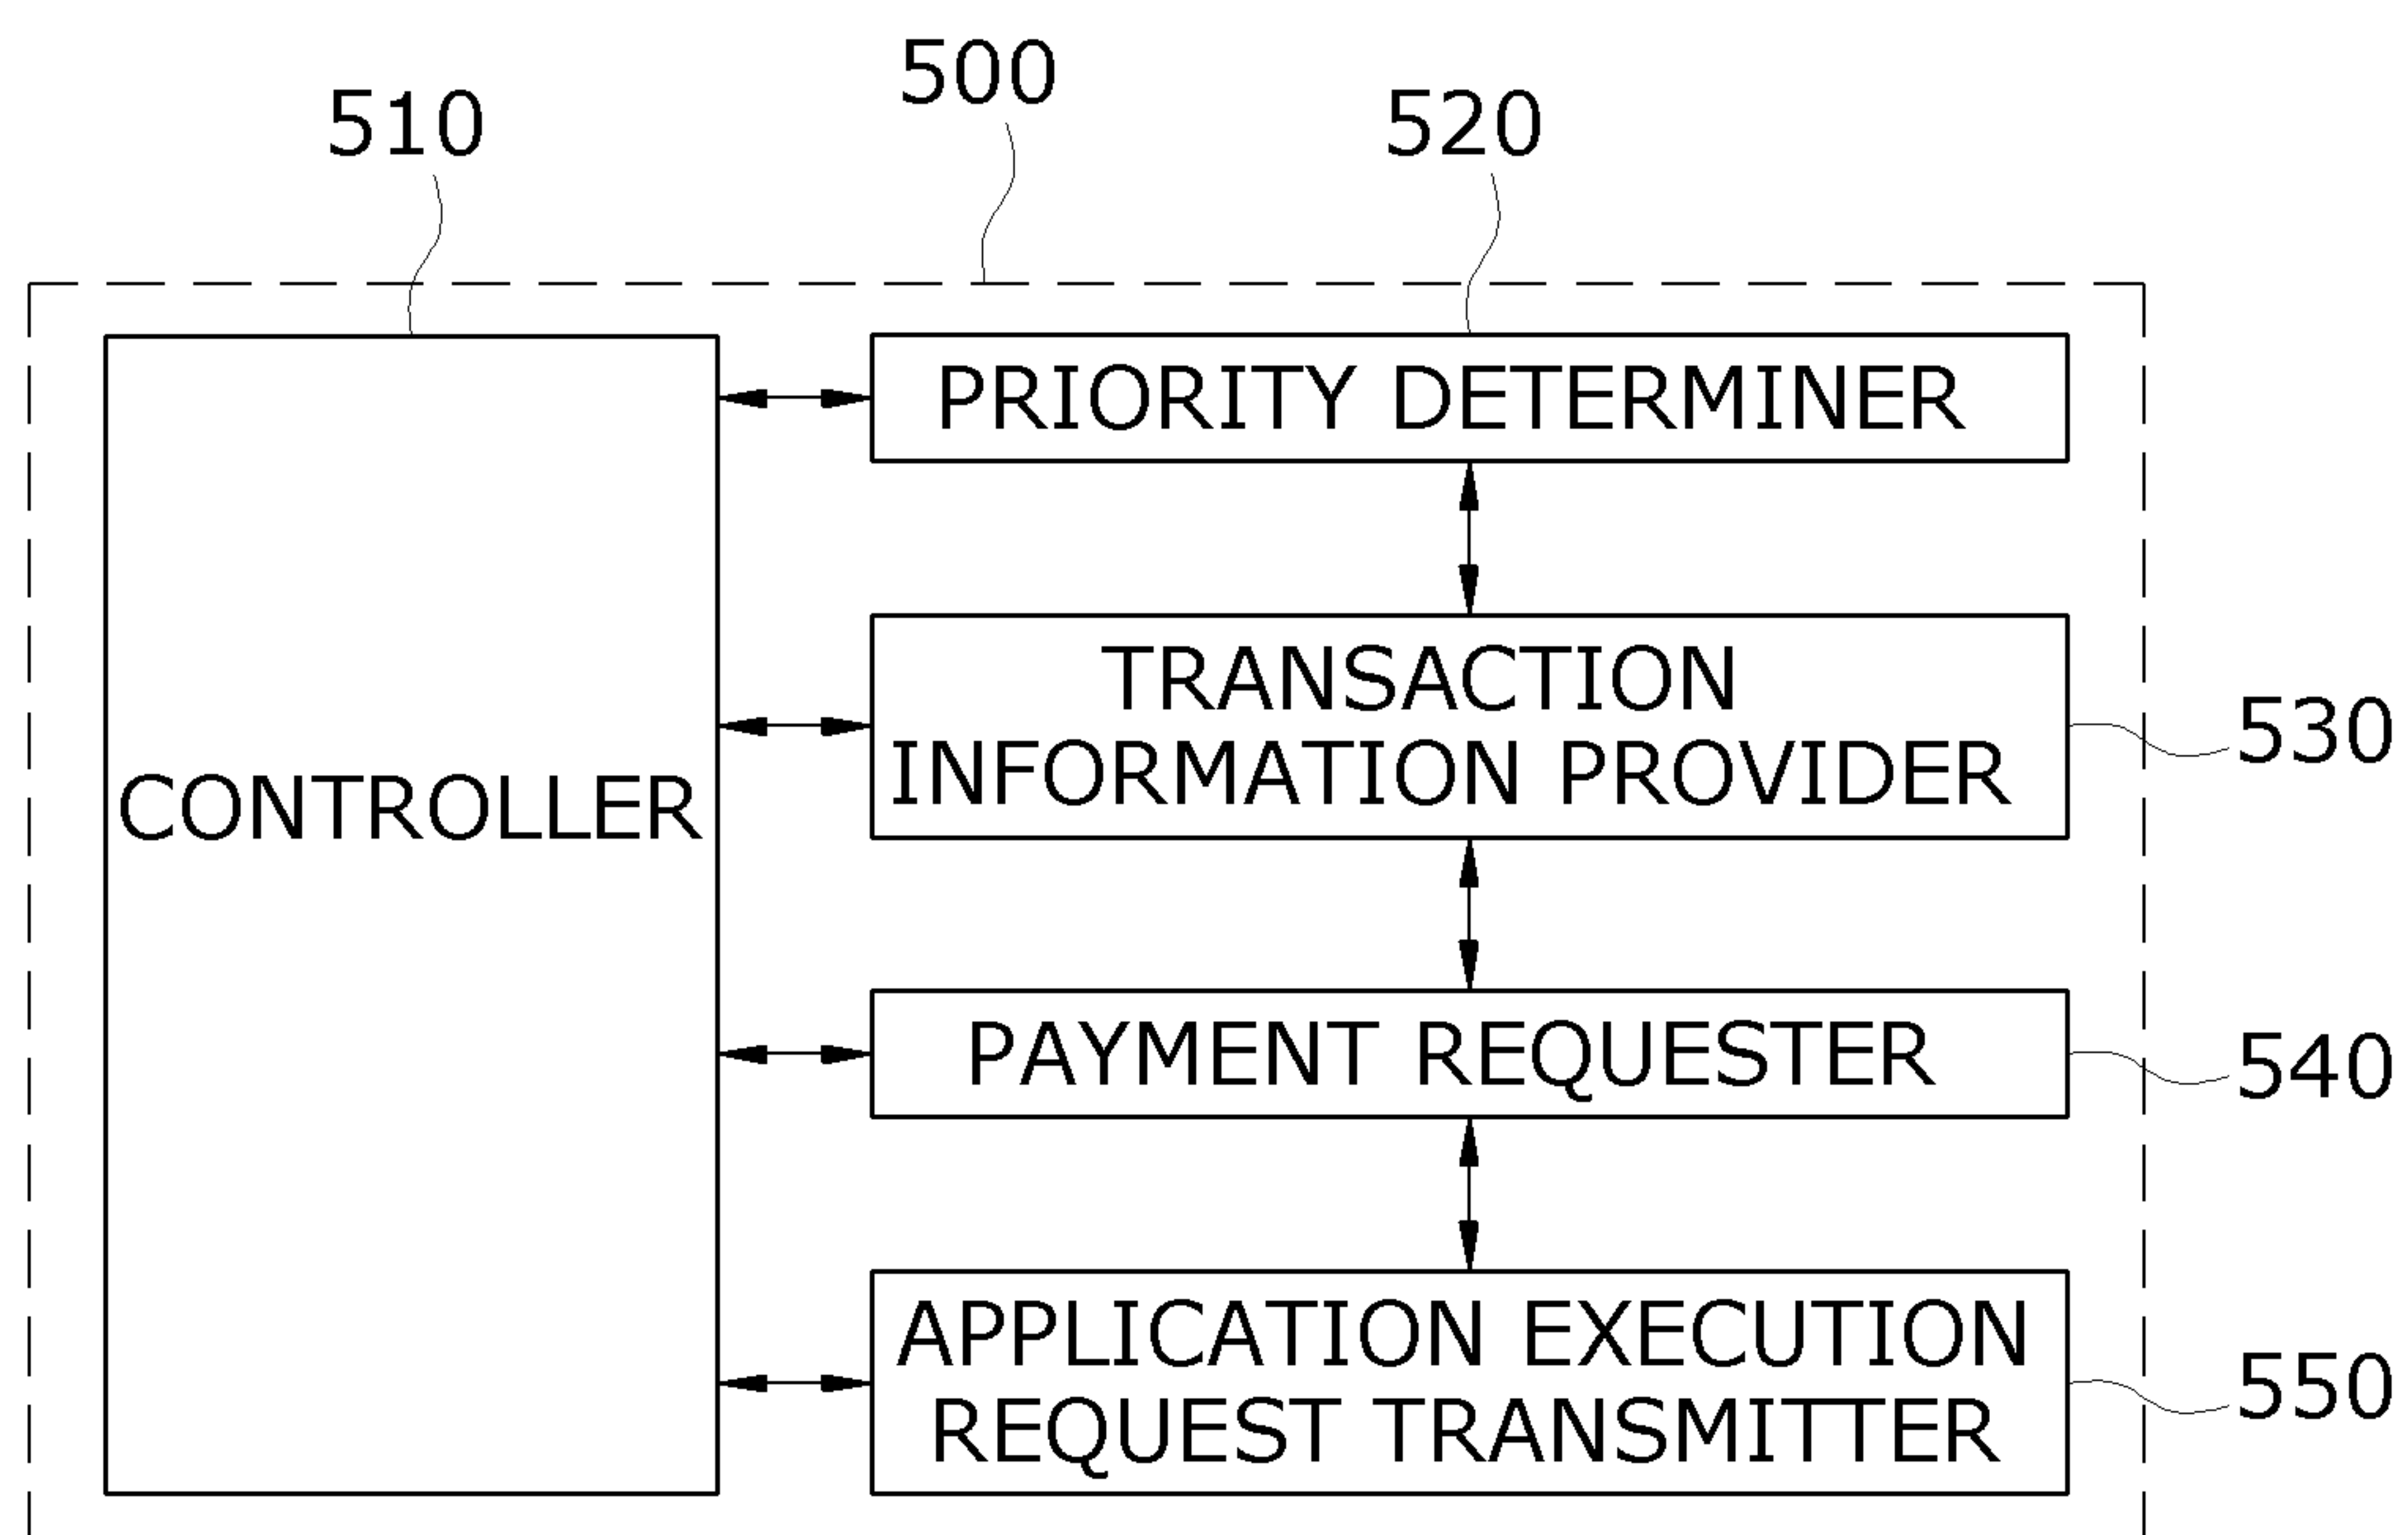 500
510
520
PRIORITY DETERMINER
TRANSACTION
INFORMATION PROVIDER
530
CONTROLLER
PAYMENT REQUESTER
540
APPLICATION EXECUTION
REQUEST TRANSMITTER
550